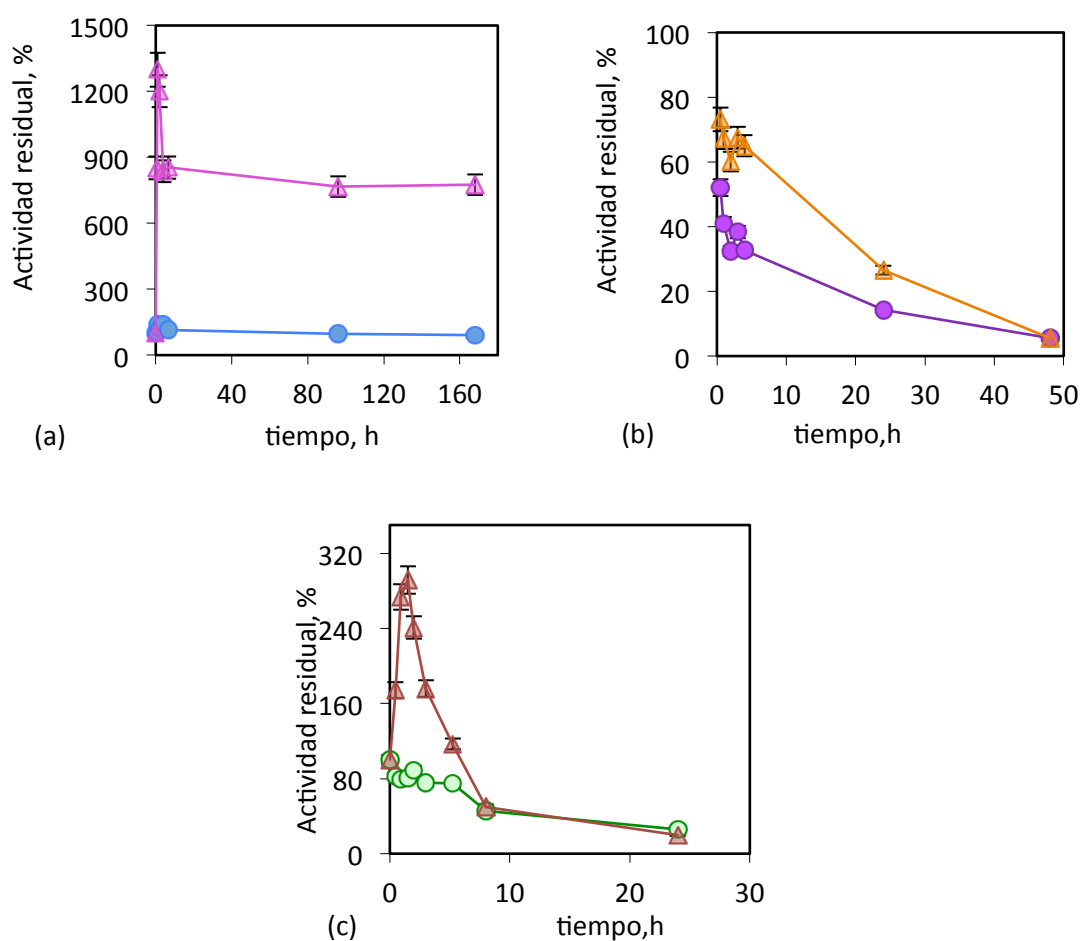 1500
1200
900
600
300
0
0 40 80 120 160
Actividad residual, %
tiempo, h
(a)
100
80
60
40
20
0
0 10 20 30 40 50
Actividad residual, %
tiempo,h
(b)
320
240
160
80
0
0 10 20 30
Actividad residual, %
tiempo,h
(c)